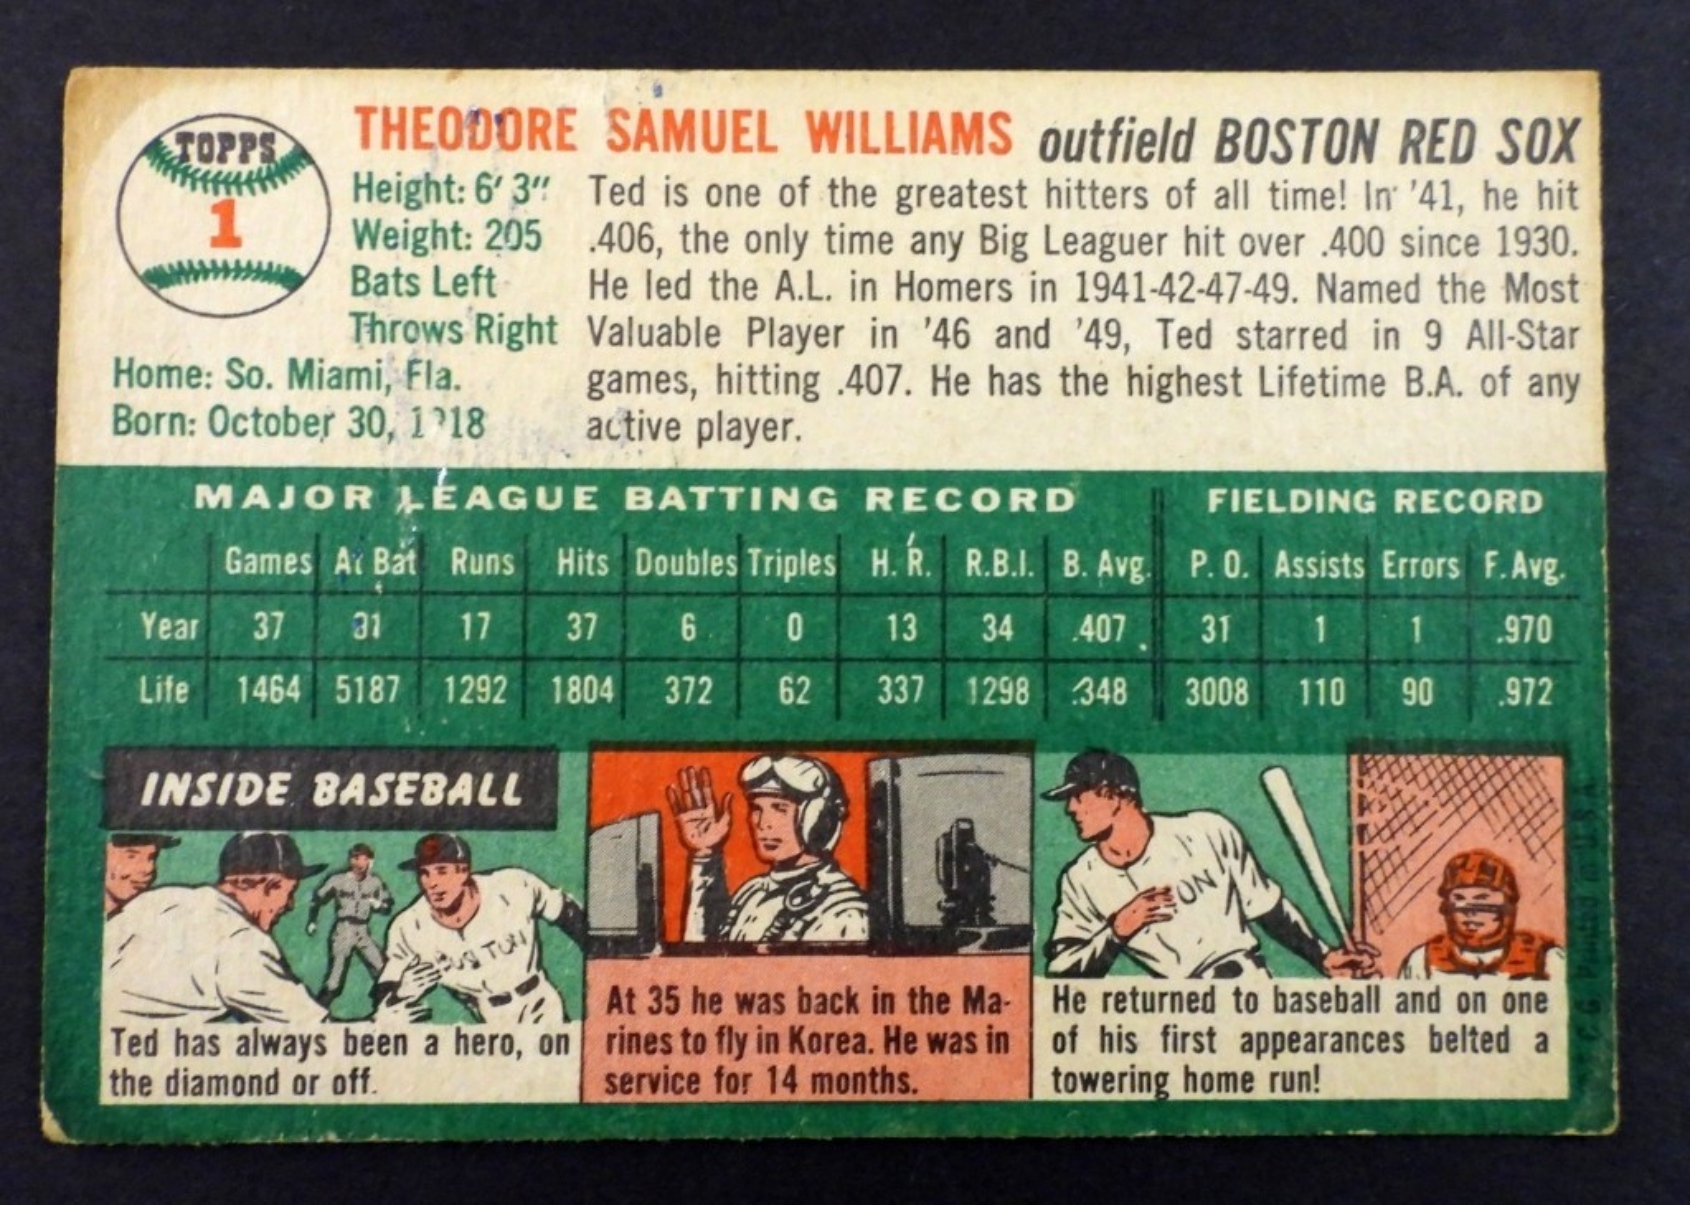 TOPPS
1
THEODORE SAMUEL WILLIAMS outfield BOSTON RED SOX
Height: 6' 3"
Weight: 205
Bats Left
Throws Right
Home: So. Miami, Fla.
Born: October 30, 1918
Ted is one of the greatest hitters of all time! In '41, he hit
.406, the only time any Big Leaguer hit over .400 since 1930.
He led the A.L. in Homers in 1941-42-47-49. Named the Most
Valuable Player in '46 and '49, Ted starred in 9 All-Star
games, hitting .407. He has the highest Lifetime B.A. of any
active player.
MAJOR LEAGUE BATTING RECORD FIELDING RECORD
Games At Bat Runs Hits Doubles Triples H. R. R.B.I. B. Avg. P. O. Assists Errors F. Avg.
Year 37 91 17 37 6 0 13 34 .407 31 1 1 .970
Life 1464 5187 1292 1804 372 62 337 1298 .348 3008 110 90 .972
INSIDE BASEBALL
Ted has always been a hero, on
the diamond or off.
At 35 he was back in the Ma-
rines to fly in Korea. He was in
service for 14 months.
He returned to baseball and on one
of his first appearances belted a
towering home run!